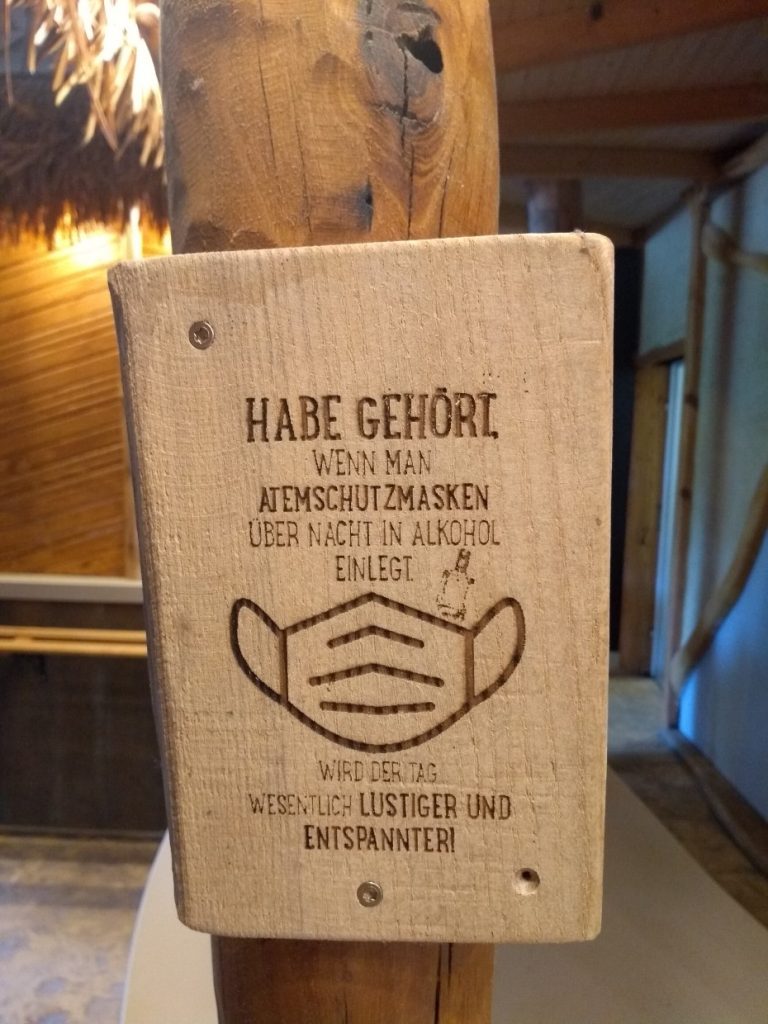 HABE GEHÖRT,
WENN MAN
ATEMSCHUTZMASKEN
ÜBER NACHT IN ALKOHOL
EINLEGT.
WIRD DER TAG
WESENTLICH LUSTIGER UND
ENTSPANNTER!